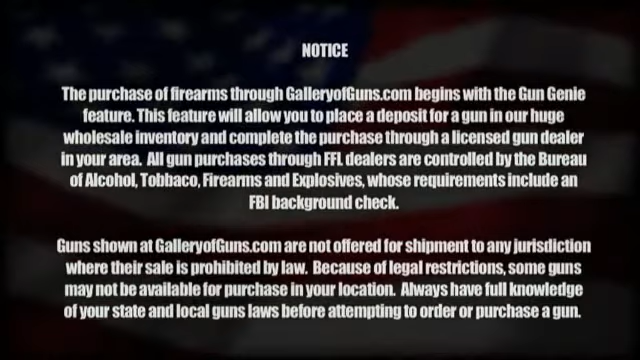 NOTICE
The purchase of firearms through GalleryofGuns.com begins with the Gun Genie
feature. This feature will allow you to place a deposit for a gun in our huge
wholesale inventory and complete the purchase through a licensed gun dealer
in your area. All gun purchases through FFL dealers are controlled by the Bureau
of Alcohol, Tobbaco, Firearms and Explosives, whose requirements include an
FBI background check.
Guns shown at GalleryofGuns.com are not offered for shipment to any jurisdiction
where their sale is prohibited by law. Because of legal restrictions, some guns
may not be available for purchase in your location. Always have full knowledge
of your state and local guns laws before attempting to order or purchase a gun.